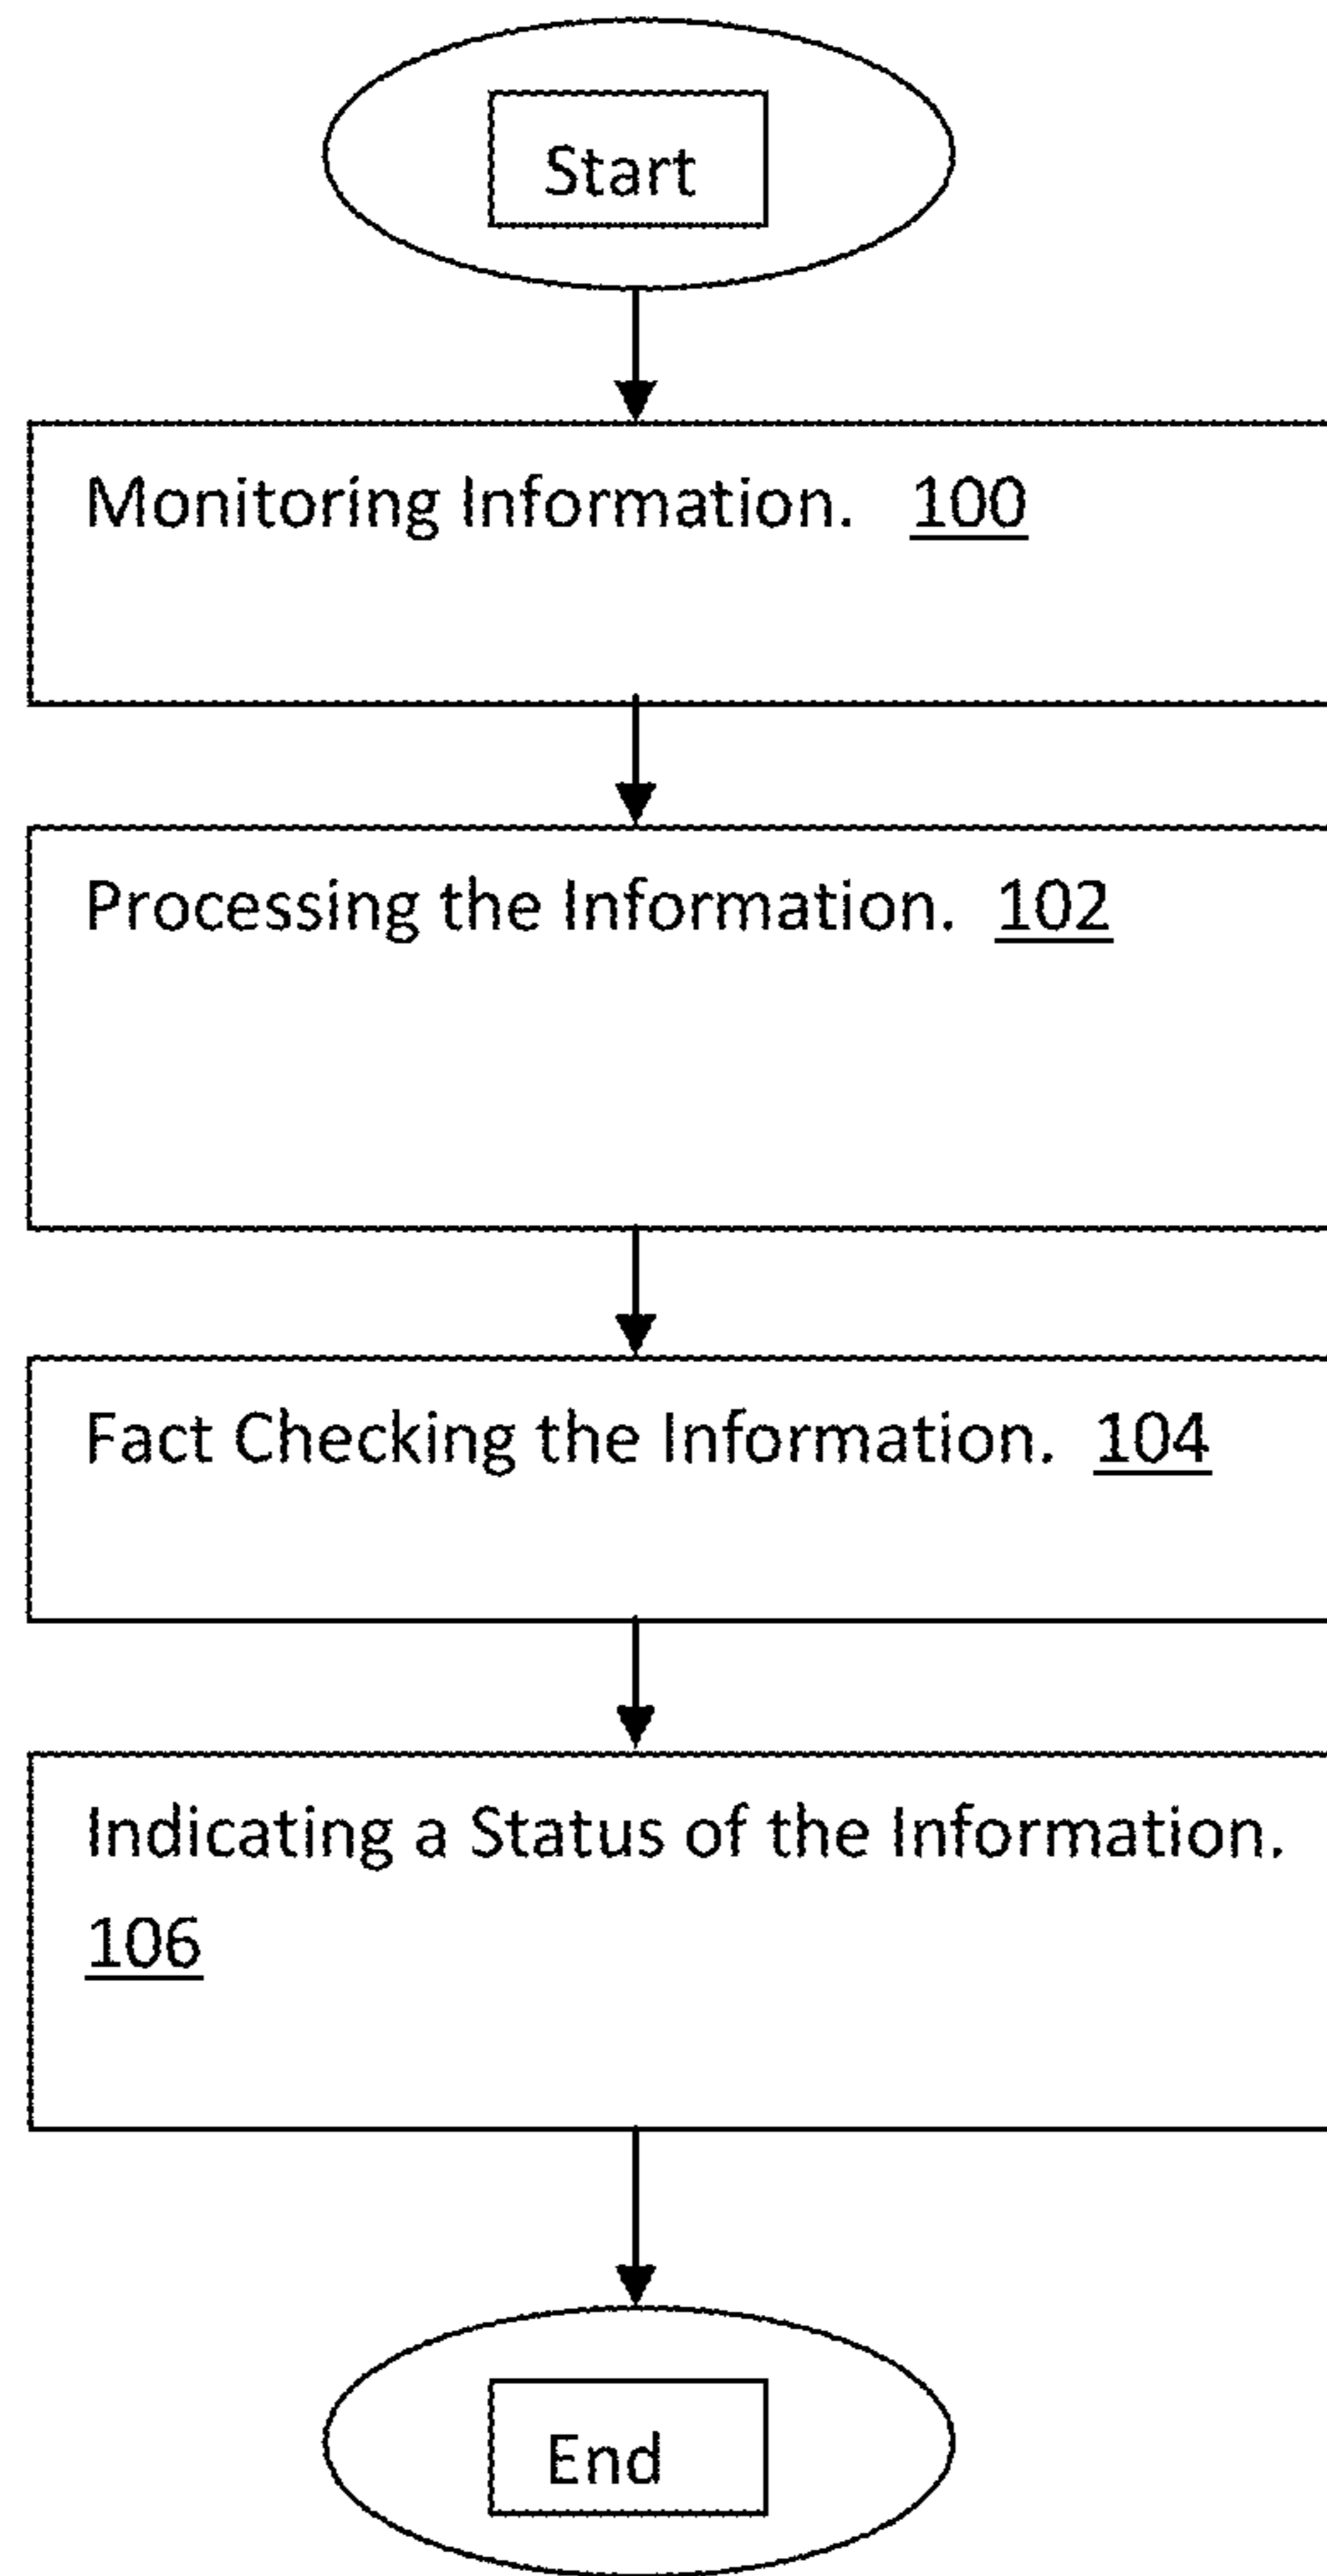 Start
Monitoring Information. 100
Processing the Information. 102
Fact Checking the Information. 104
Indicating a Status of the Information.
106
End